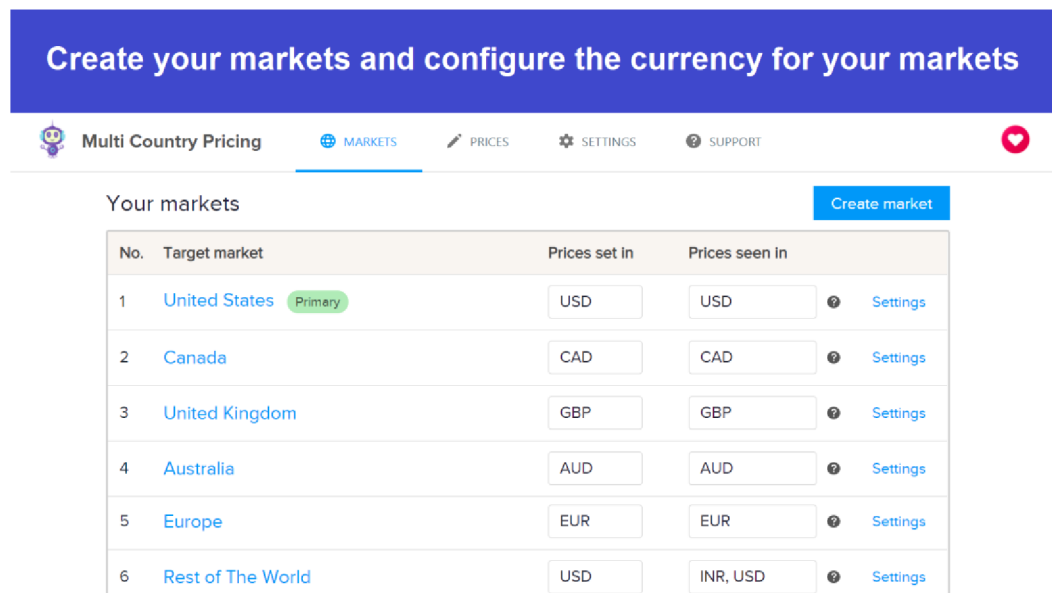 Create your markets and configure the currency for your markets
Multi Country Pricing MARKETS PRICES SETTINGS SUPPORT
Your markets Create market
No. Target market Prices set in Prices seen in
1 United States Primary USD USD Settings
2 Canada CAD CAD Settings
3 United Kingdom GBP GBP Settings
4 Australia AUD AUD Settings
5 Europe EUR EUR Settings
6 Rest of The World USD INR, USD Settings